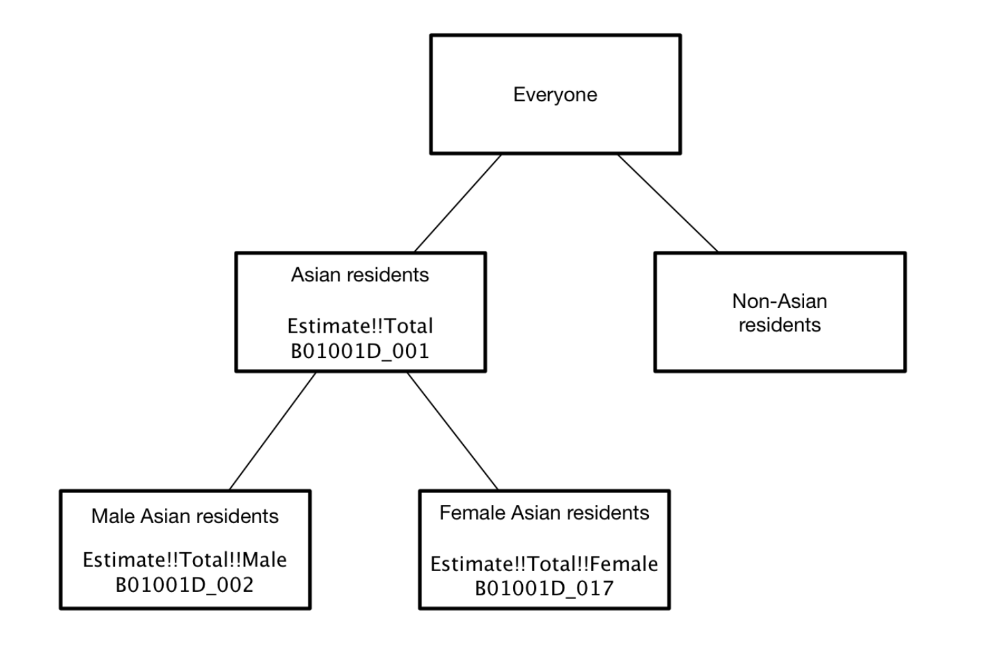 Everyone
Asian residents
Estimate!!Total
B01001D_001
Non-Asian
residents
Male Asian residents
Estimate!!Total!!Male
B01001D_002
Female Asian residents
Estimate!!Total!!Female
B01001D_017